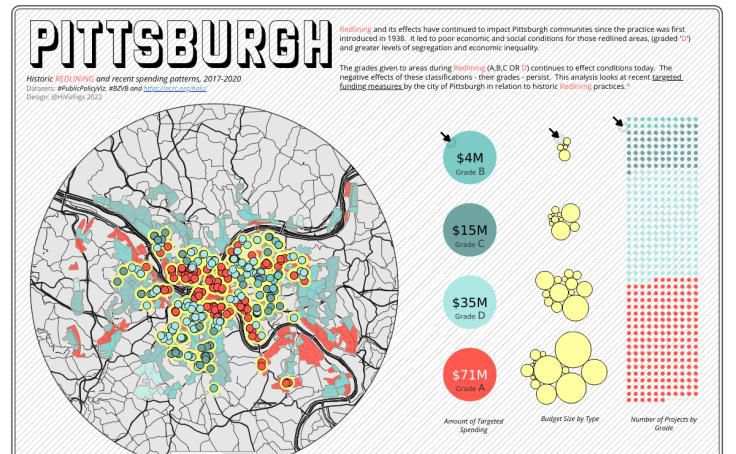 PITTSBURGH
Historic REDLINING and recent spending patterns, 2017-2020
Datasets: #PublicPolicyViz, #BZVB and https://ncrc.org/holc/
Design: @HiVizFigs 2022
Redlining and its effects have continued to impact Pittsburgh communities since the practice was first
introduced in 1938. It led to poor economic and social conditions for those redlined areas, (graded 'D')
and greater levels of segregation and economic inequality.
The grades given to areas during Redlining (A,B,C OR D) continues to effect conditions today. The
negative effects of these classifications - their grades - persist. This analysis looks at recent targeted
funding measures by the city of Pittsburgh in relation to historic Redlining practices.*
$4M
Grade B
$15M
Grade C
$35M
Grade D
$71M
Grade A
Amount of Targeted
Spending
Budget Size by Type
Number of Projects by
Grade